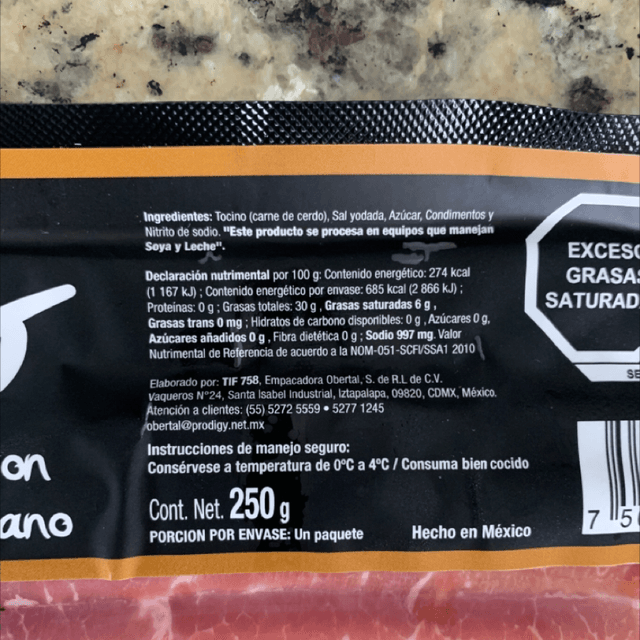 Ingredientes: Tocino (carne de cerdo), Sal yodada, Azúcar, Condimentos y
Nitrito de sodio. "Este producto se procesa en equipos que manejan
Soya y Leche".
Declaración nutrimental por 100 g: Contenido energético: 274 kcal
(1 167 kJ) ; Contenido energético por envase: 685 kcal (2 866 kJ) ;
Proteínas: 0 g ; Grasas totales: 30 g , Grasas saturadas 6 g ,
Grasas trans 0 mg ; Hidratos de carbono disponibles: 0 g , Azúcares 0 g,
Azúcares añadidos 0 g , Fibra dietética 0 g ; Sodio 997 mg. Valor
Nutrimental de Referencia de acuerdo a la NOM-051-SCFI/SSA1 2010
Elaborado por: TIF 758, Empacadora Obertal, S. de R.L de C.V.
Vaqueros Nº24, Santa Isabel Industrial, Iztapalapa, 09820, CDMX, México.
Atención a clientes: (55) 5272 5559 • 5277 1245
obertal@prodigy.net.mx
Instrucciones de manejo seguro:
Consérvese a temperatura de 0ºC a 4ºC / Consuma bien cocido
Cont. Net. 250 g
PORCION POR ENVASE: Un paquete
Hecho en México
EXCESO
GRASAS
SATURAD
SE
on
ano
7 50